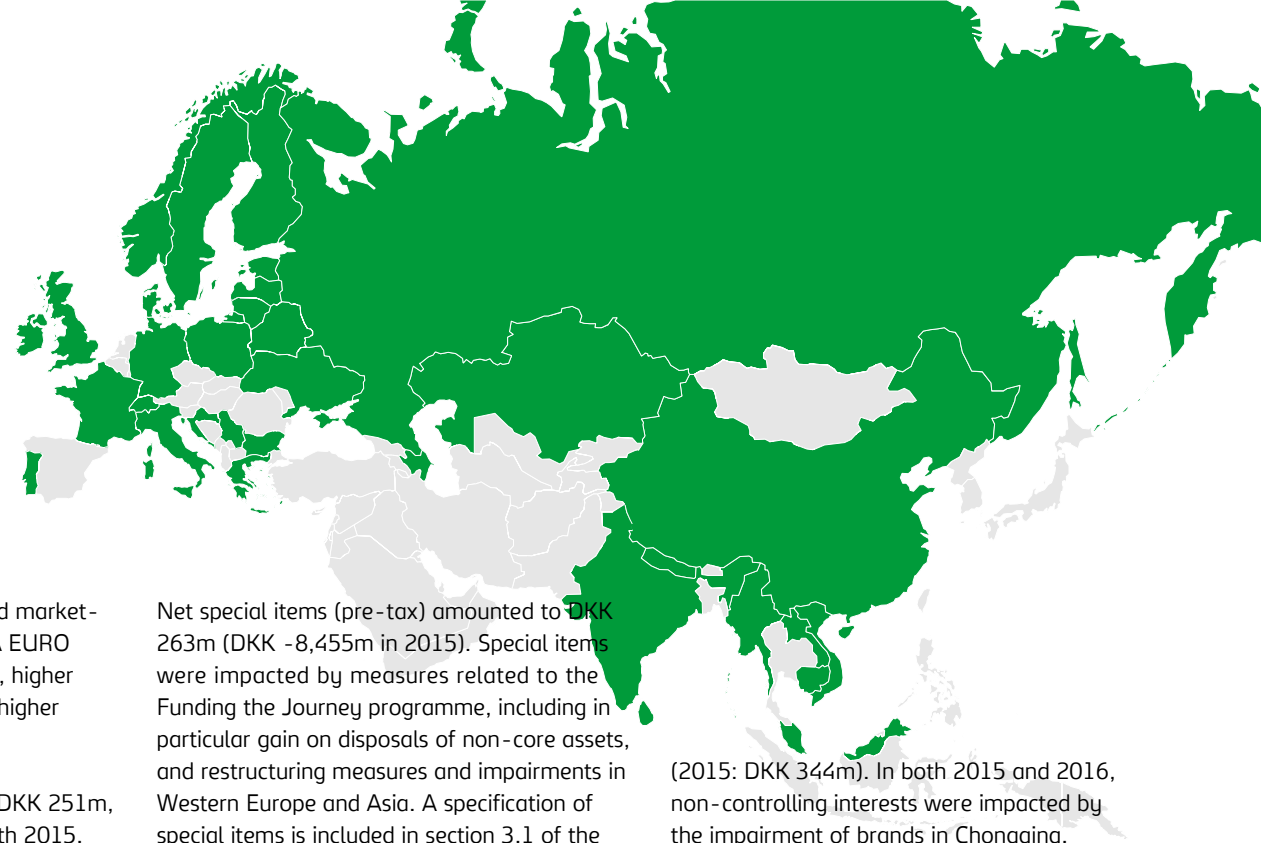 d market-
A EURO
, higher
higher
DKK 251m,
th 2015.
Net special items (pre-tax) amounted to DKK
263m (DKK -8,455m in 2015). Special items
were impacted by measures related to the
Funding the Journey programme, including in
particular gain on disposals of non-core assets,
and restructuring measures and impairments in
Western Europe and Asia. A specification of
special items is included in section 3.1 of the
(2015: DKK 344m). In both 2015 and 2016,
non-controlling interests were impacted by
the impairment of brands in Chongqing.